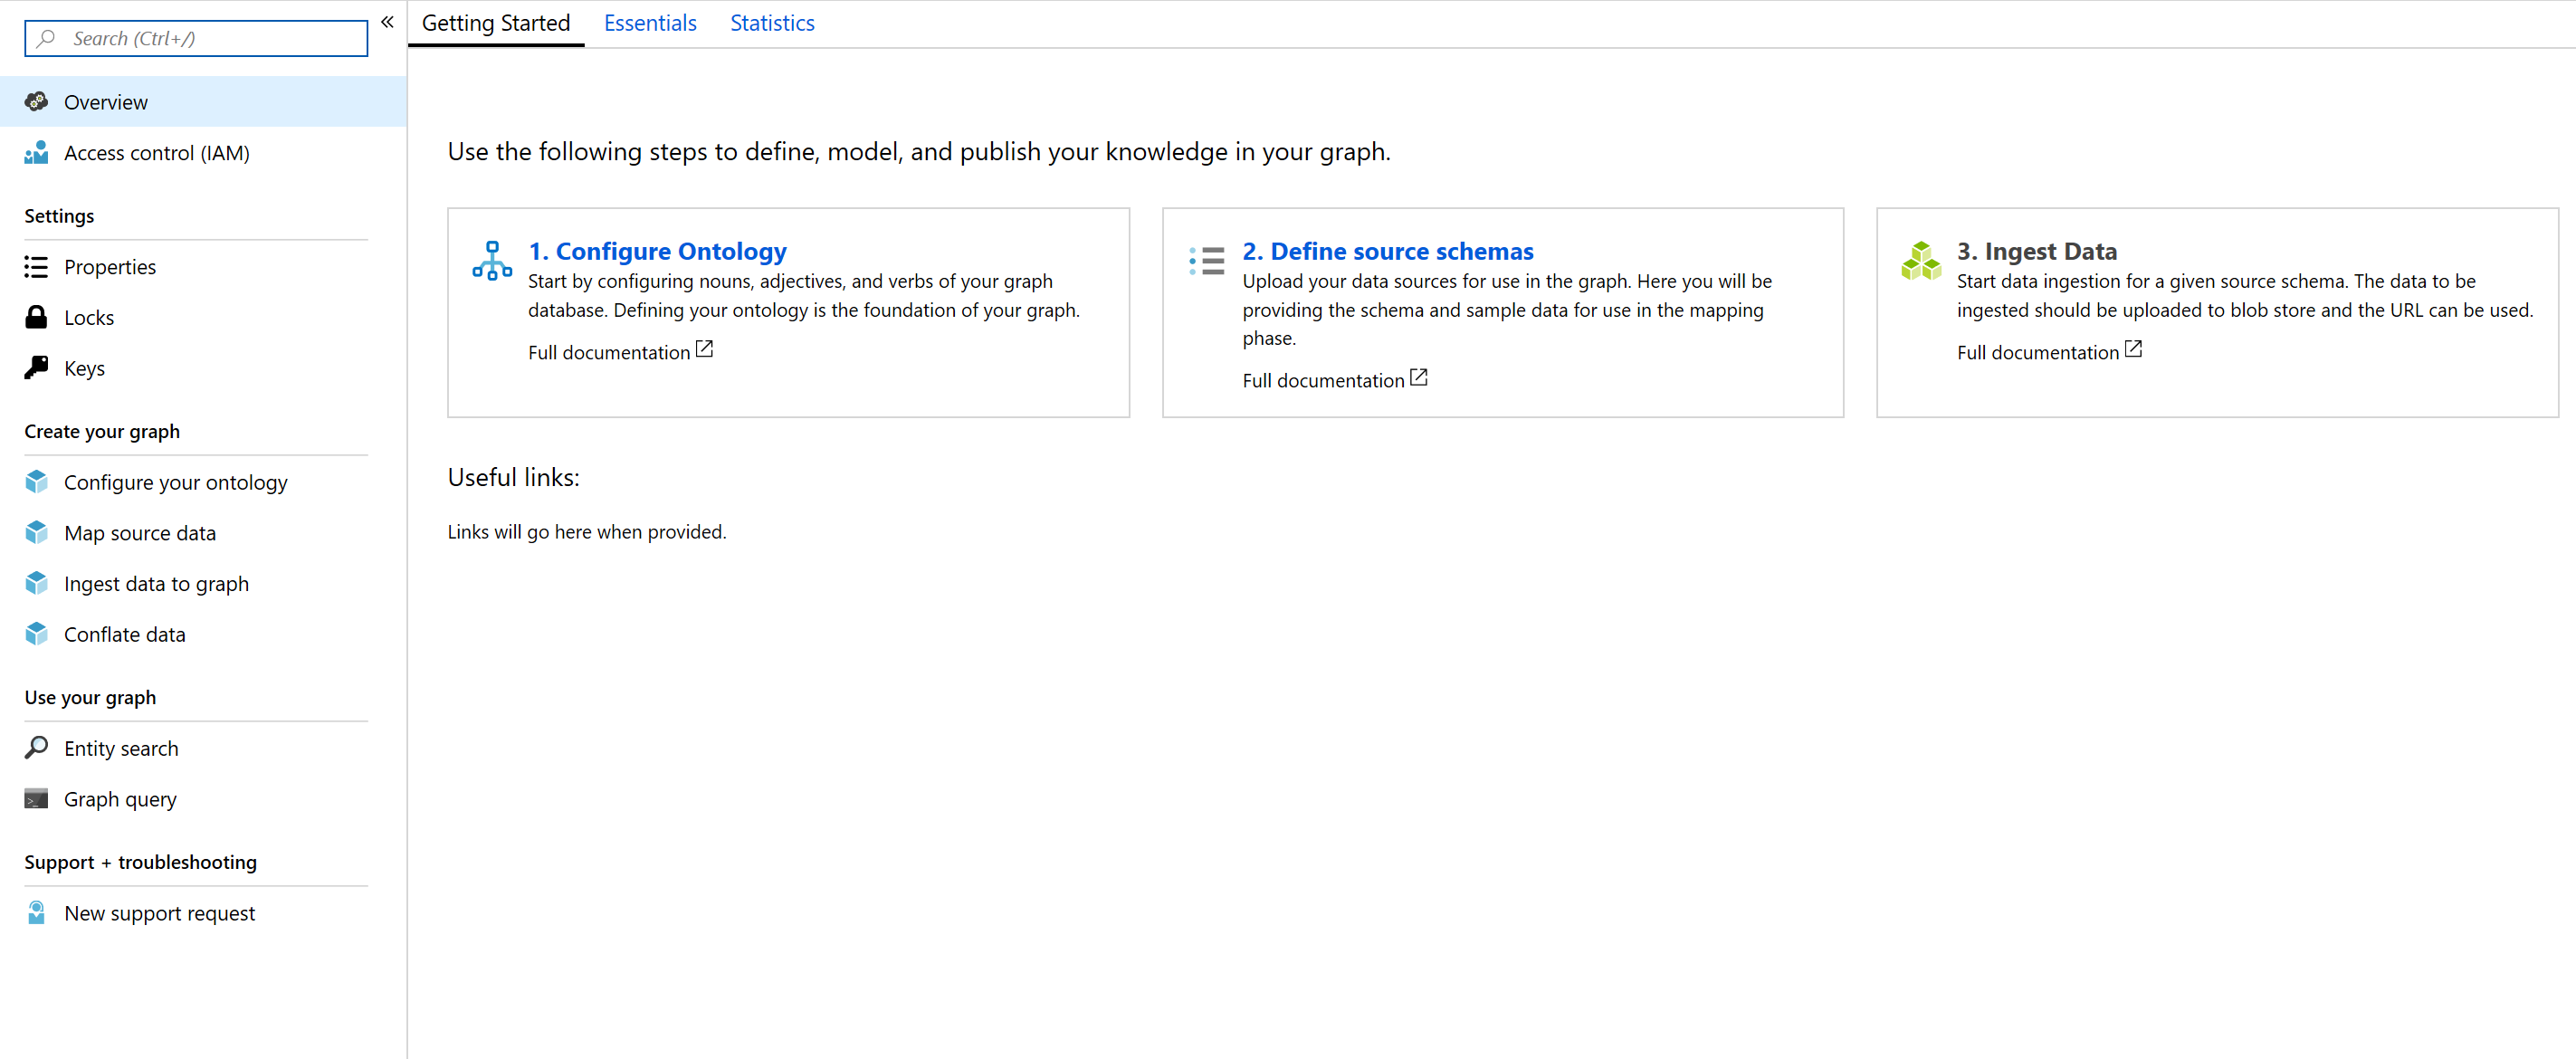 Search (Ctrl+/)
«
Overview
Access control (IAM)
Settings
Properties
Locks
Keys
Create your graph
Configure your ontology
Map source data
Ingest data to graph
Conflate data
Use your graph
Entity search
Graph query
Support + troubleshooting
New support request
Getting Started Essentials Statistics
Use the following steps to define, model, and publish your knowledge in your graph.
1. Configure Ontology
Start by configuring nouns, adjectives, and verbs of your graph
database. Defining your ontology is the foundation of your graph.
Full documentation
2. Define source schemas
Upload your data sources for use in the graph. Here you will be
providing the schema and sample data for use in the mapping
phase.
Full documentation
3. Ingest Data
Start data ingestion for a given source schema. The data to be
ingested should be uploaded to blob store and the URL can be used.
Full documentation
Useful links:
Links will go here when provided.